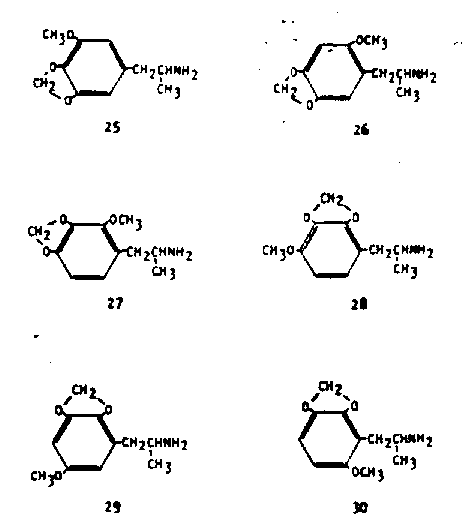 CH3O
O
CH2
O
CH2CHNH2
CH3
25
OCH3
O
CH2
O
CH2CHNH2
CH3
26
O
OCH3
CH2
O
CH2CHNH2
CH3
27
CH2
O O
CH3O
CH2CHNH2
CH3
28
CH2
O O
CH2CHNH2
CH3
CH3O
29
CH2
O O
CH2CHNH2
CH3
OCH3
30